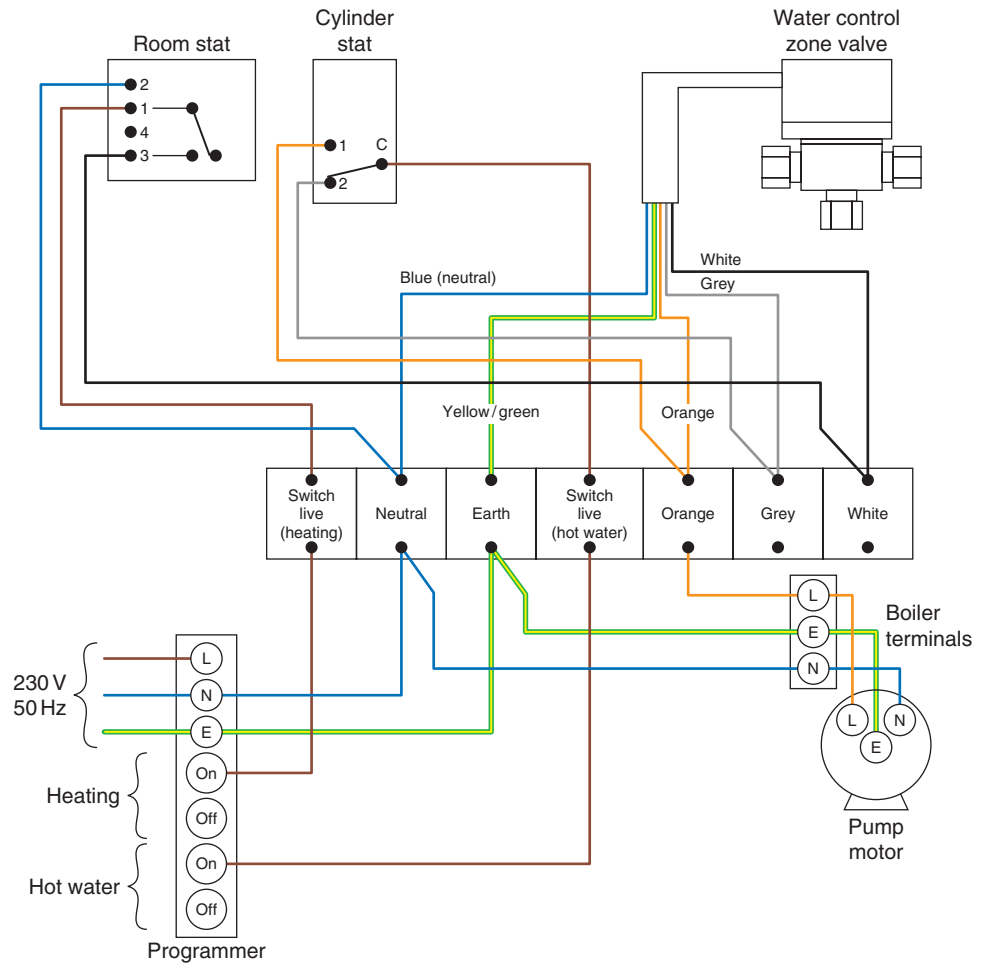 Cylinder
stat
Water control
zone valve
Room stat
2
1
4
3
1
C
2
White
Grey
Blue (neutral)
Yellow/green
Orange
Switch
live
(heating)
Neutral
Earth
Switch
live
(hot water)
Orange
Grey
White
L
E
N
Boiler
terminals
230 V
50 Hz
L
N
E
L
N
E
On
Off
Heating
On
Off
Hot water
Pump
motor
Programmer